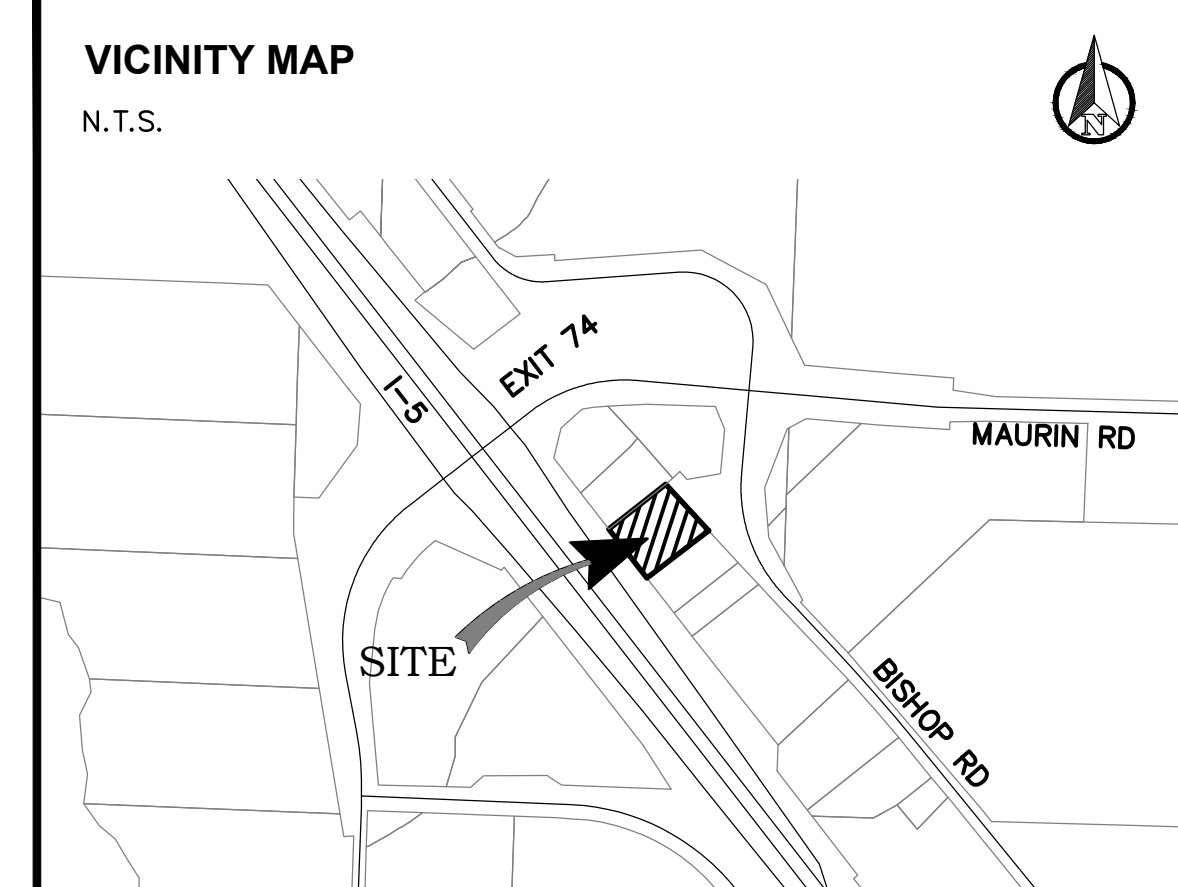 VICINITY MAP
N.T.S.
N
EXIT 74
I-5
MAURIN RD
SITE
BISHOP RD